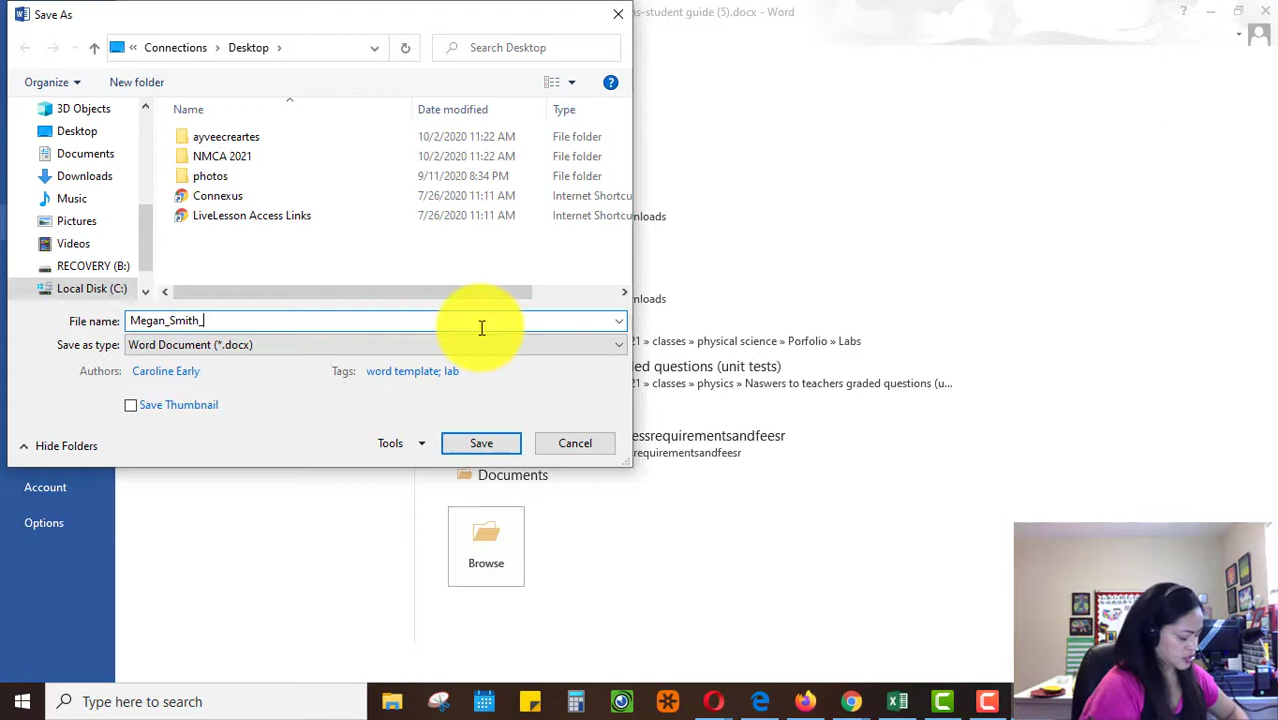 Save As
ns-student guide (5).docx - Word
?
« Connections > Desktop >
Search Desktop
Organize
New folder
?
Name
Date modified
Type
3D Objects
Desktop
Documents
Downloads
Music
Pictures
Videos
RECOVERY (B:)
Local Disk (C:)
ayveecreartes 10/2/2020 11:22 AM File folder
NMCA 2021 10/2/2020 11:22 AM File folder
photos 9/11/2020 8:34 PM File folder
Connexus 7/26/2020 11:11 AM Internet Shortcu
LiveLesson Access Links 7/26/2020 11:11 AM Internet Shortcu
File name: Megan_Smith_
Save as type: Word Document (*.docx)
Authors: Caroline Early
Tags: word template; lab
Save Thumbnail
Hide Folders
Tools
Save
Cancel
wnloads
wnloads
21 » classes » physical science » Porfolio » Labs
ded questions (unit tests)
21 » classes » physics » Naswers to teachers graded questions (u...
essrequirementsandfeesr
requirementsandfeesr
Documents
Browse
Account
Options
Type here to search